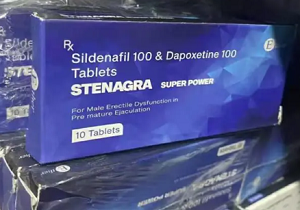 Rx
Sildenafil 100 & Dapoxetine 100
Tablets
STENAGRA SUPER POWER
For Male Erectile Dysfunction in
Pre mature Ejaculation
10 Tablets
STENAGRA